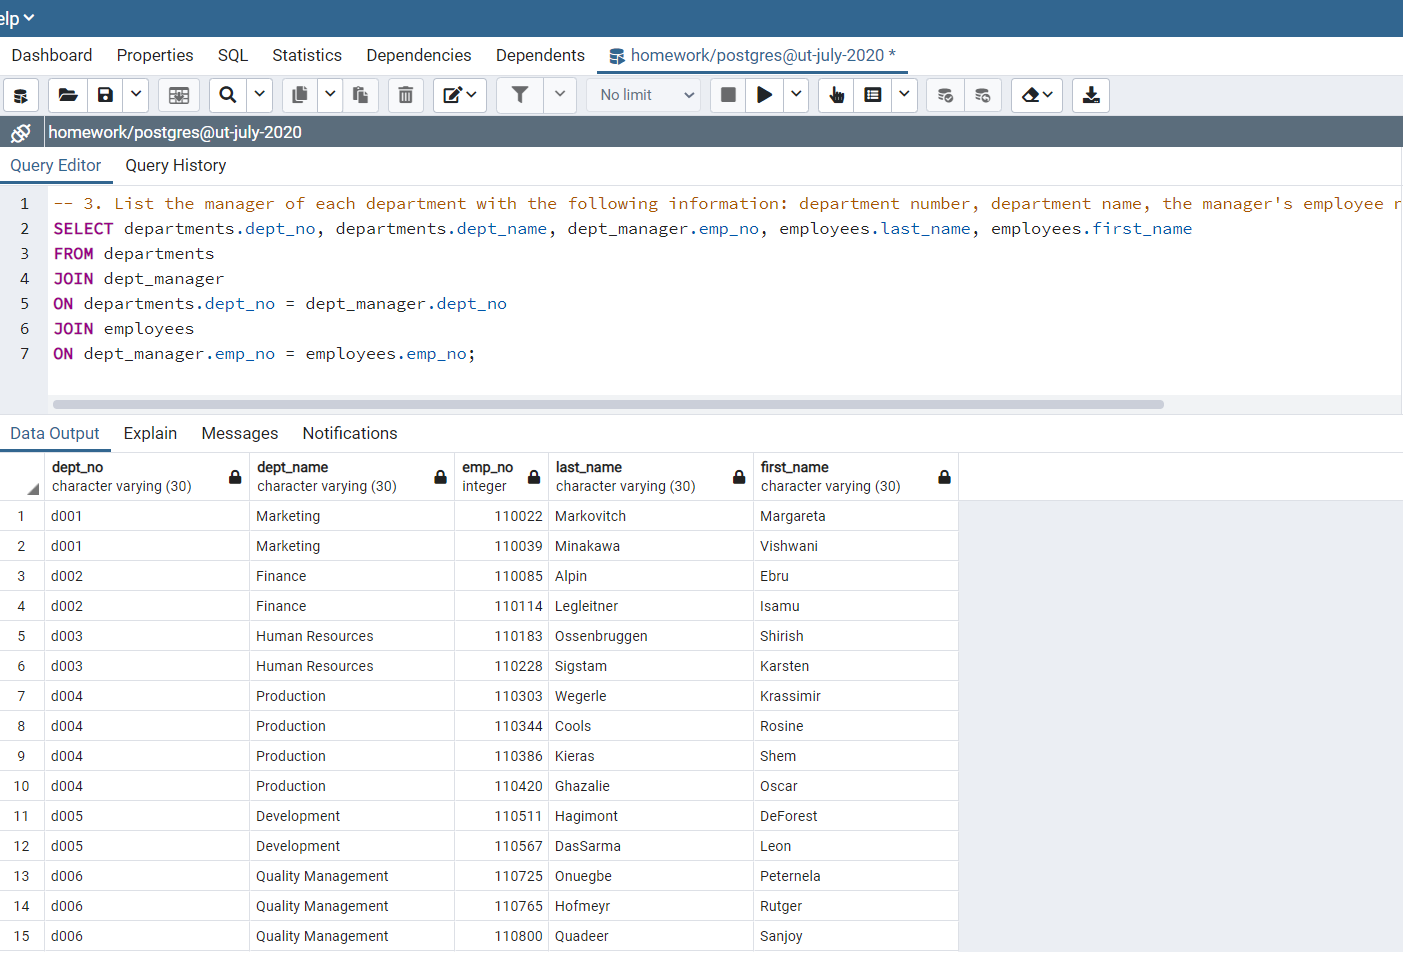 elp
Dashboard Properties SQL Statistics Dependencies Dependents homework/postgres@ut-july-2020 *
No limit
homework/postgres@ut-july-2020
Query Editor Query History
1 -- 3. List the manager of each department with the following information: department number, department name, the manager's employee
2 SELECT departments.dept_no, departments.dept_name, dept_manager.emp_no, employees.last_name, employees.first_name
3 FROM departments
4 JOIN dept_manager
5 ON departments.dept_no = dept_manager.dept_no
6 JOIN employees
7 ON dept_manager.emp_no = employees.emp_no;
Data Output Explain Messages Notifications
dept_no dept_name emp_no last_name first_name
character varying (30) character varying (30) integer character varying (30) character varying (30)
1 d001 Marketing 110022 Markovitch Margareta
2 d001 Marketing 110039 Minakawa Vishwani
3 d002 Finance 110085 Alpin Ebru
4 d002 Finance 110114 Legleitner Isamu
5 d003 Human Resources 110183 Ossenbruggen Shirish
6 d003 Human Resources 110228 Sigstam Karsten
7 d004 Production 110303 Wegerle Krassimir
8 d004 Production 110344 Cools Rosine
9 d004 Production 110386 Kieras Shem
10 d004 Production 110420 Ghazalie Oscar
11 d005 Development 110511 Hagimont DeForest
12 d005 Development 110567 DasSarma Leon
13 d006 Quality Management 110725 Onuegbe Peternela
14 d006 Quality Management 110765 Hofmeyr Rutger
15 d006 Quality Management 110800 Quadeer Sanjoy